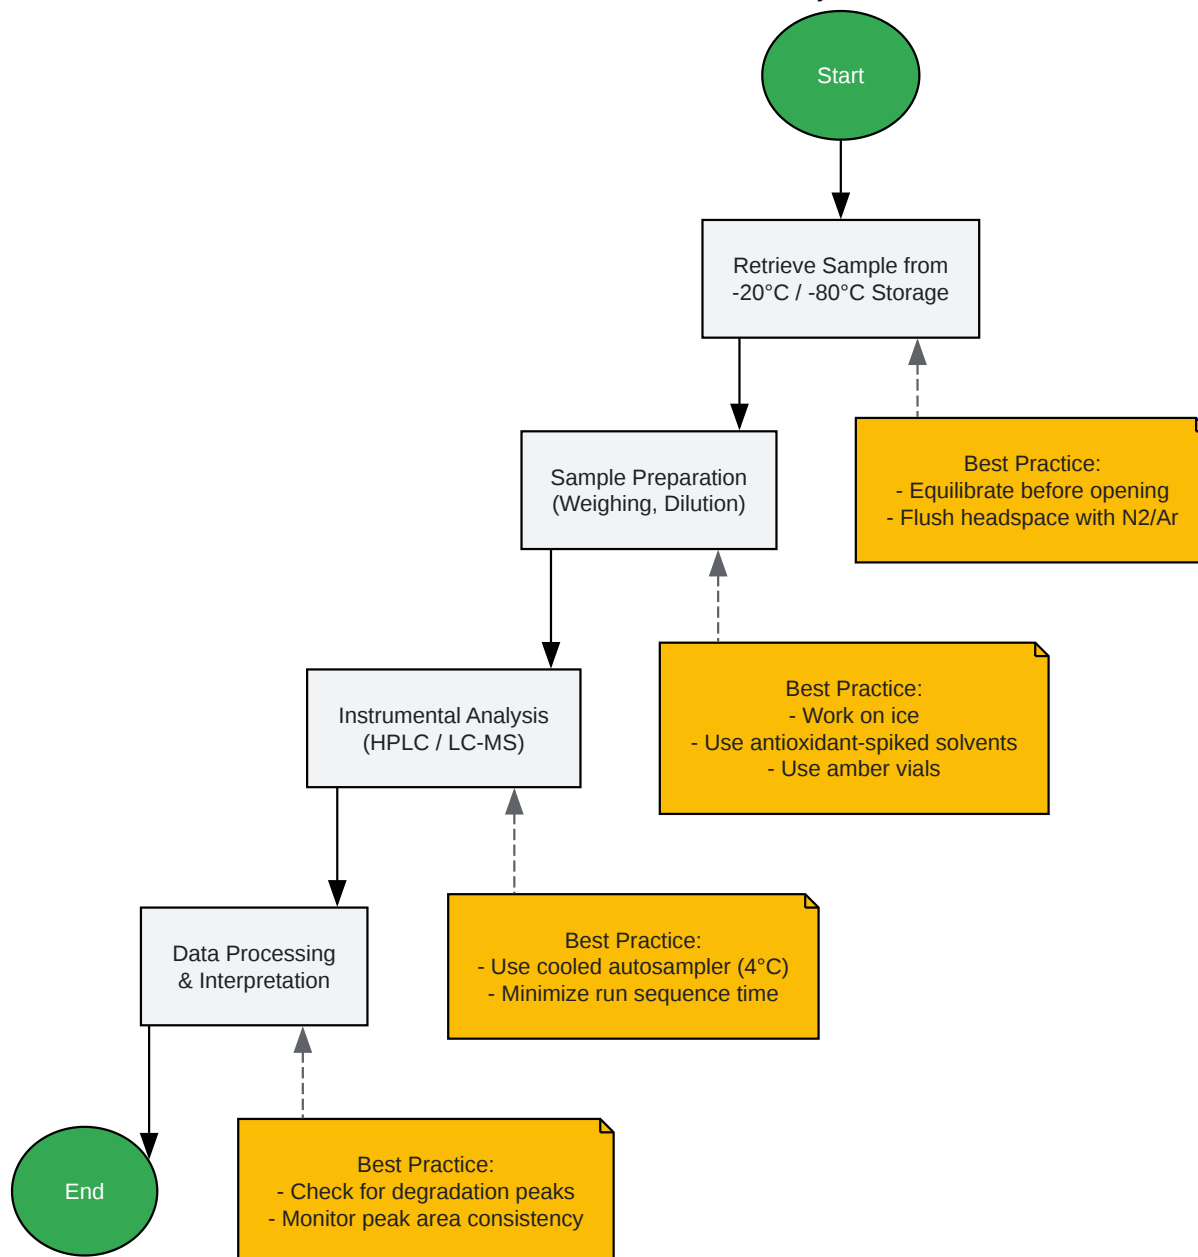 Start
Retrieve Sample from
-20°C / -80°C Storage
Best Practice:
- Equilibrate before opening
- Flush headspace with N2/Ar
Sample Preparation
(Weighing, Dilution)
Best Practice:
- Work on ice
- Use antioxidant-spiked solvents
- Use amber vials
Instrumental Analysis
(HPLC / LC-MS)
Best Practice:
- Use cooled autosampler (4°C)
- Minimize run sequence time
Data Processing
& Interpretation
Best Practice:
- Check for degradation peaks
- Monitor peak area consistency
End